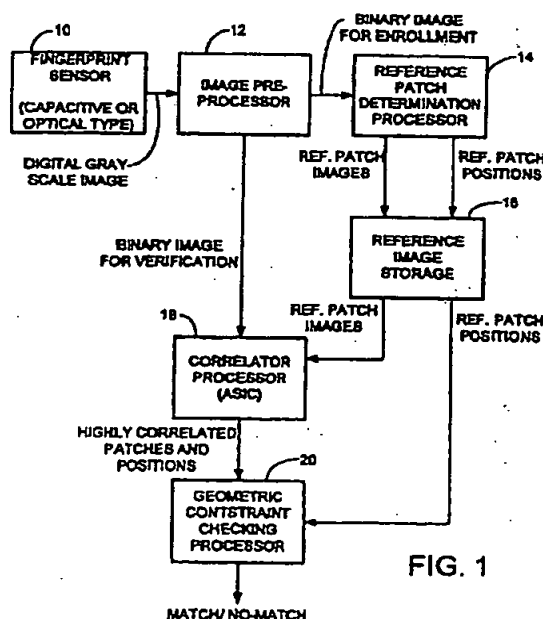 10
FINGERPRINT
SENSOR
(CAPACITIVE OR
OPTICAL TYPE)
DIGITAL GRAY
SCALE IMAGE
12
IMAGE PRE-
PROCESSOR
BINARY IMAGE
FOR ENROLLMENT
14
REFERENCE
PATCH
DETERMINATION
PROCESSOR
REF. PATCH
IMAGES
REF. PATCH
POSITIONS
16
REFERENCE
IMAGE
STORAGE
BINARY IMAGE
FOR VERIFICATION
REF. PATCH
IMAGES
REF. PATCH
POSITIONS
18
CORRELATOR
PROCESSOR
(ASIC)
HIGHLY CORRELATED
PATCHES AND
POSITIONS
20
GEOMETRIC
CONTSTRAINT
CHECKING
PROCESSOR
MATCH/ NO-MATCH
FIG. 1